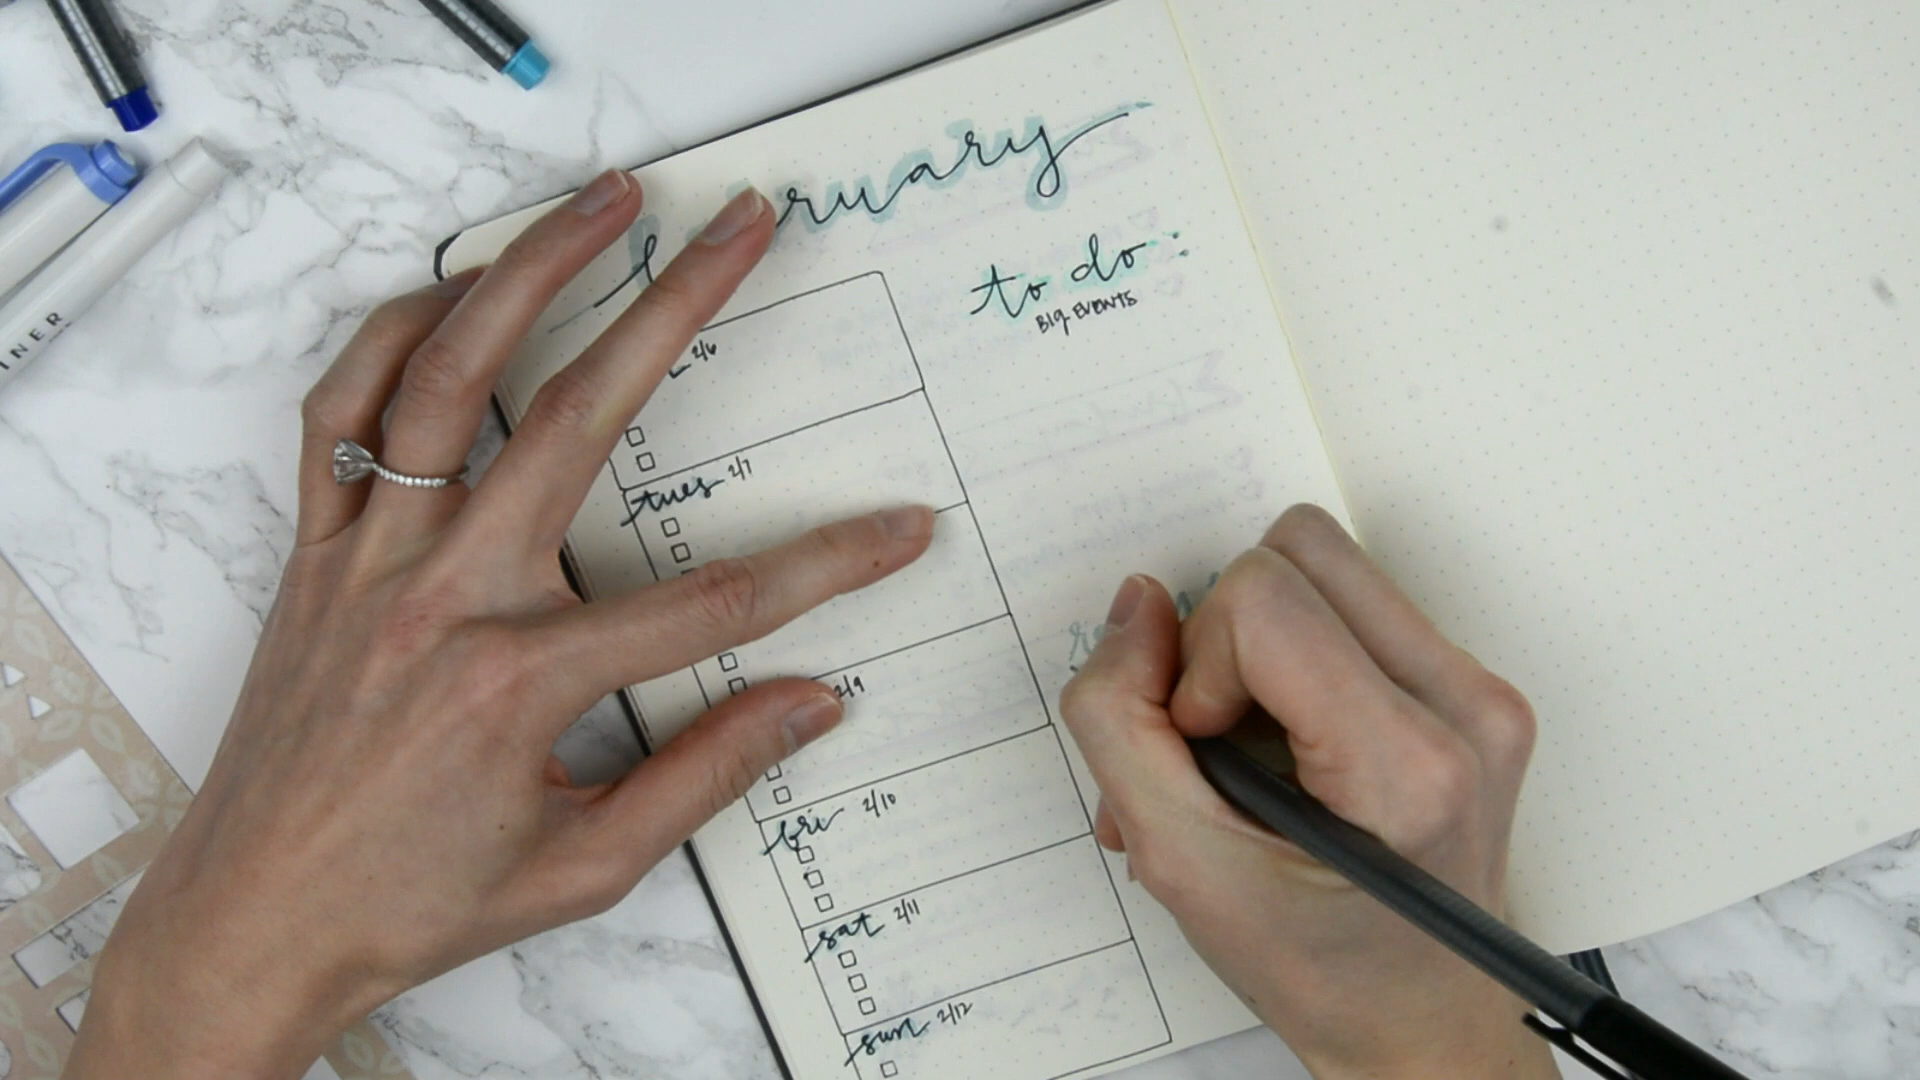 to do :
BIG EVENTS
2/6
tues 2/7
2/9
fri 2/10
sat 2/11
sun 2/12
INER